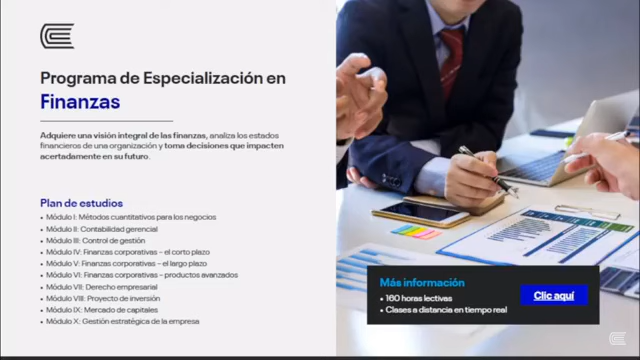 Programa de Especialización en
Finanzas
Adquiere una visión integral de las finanzas, analiza los estados
financieros de una organización y toma decisiones que impacten
acertadamente en su futuro.
Plan de estudios
• Módulo I: Métodos cuantitativos para los negocios
• Módulo II: Contabilidad gerencial
• Módulo III: Control de gestión
• Módulo IV: Finanzas corporativas – el corto plazo
• Módulo V: Finanzas corporativas – el largo plazo
• Módulo VI: Finanzas corporativas – productos avanzados
• Módulo VII: Derecho empresarial
• Módulo VIII: Proyecto de inversión
• Módulo IX: Mercado de capitales
• Módulo X: Gestión estratégica de la empresa
Más información
• 160 horas lectivas
• Clases a distancia en tiempo real
Clic aquí